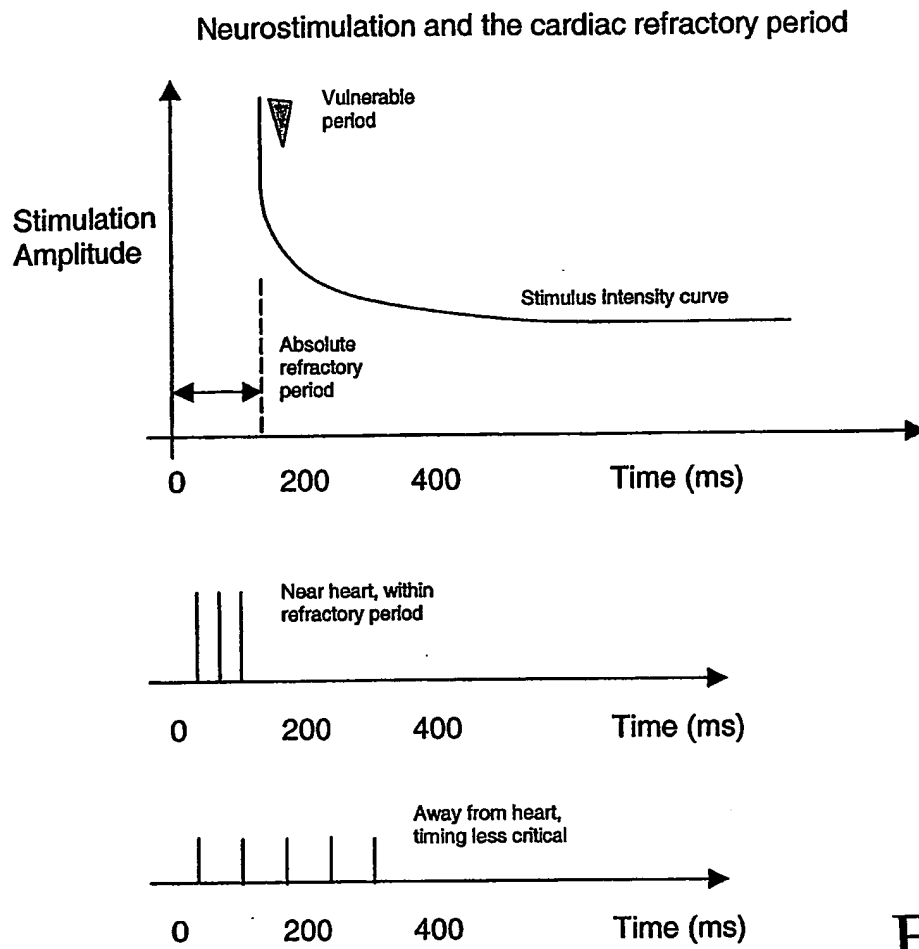 Neurostimulation and the cardiac refractory period
Vulnerable
period
Stimulation
Amplitude
Stimulus Intensity curve
Absolute
refractory
period
0 200 400 Time (ms)
Near heart, within
refractory period
0 200 400 Time (ms)
Away from heart,
timing less critical
0 200 400 Time (ms)